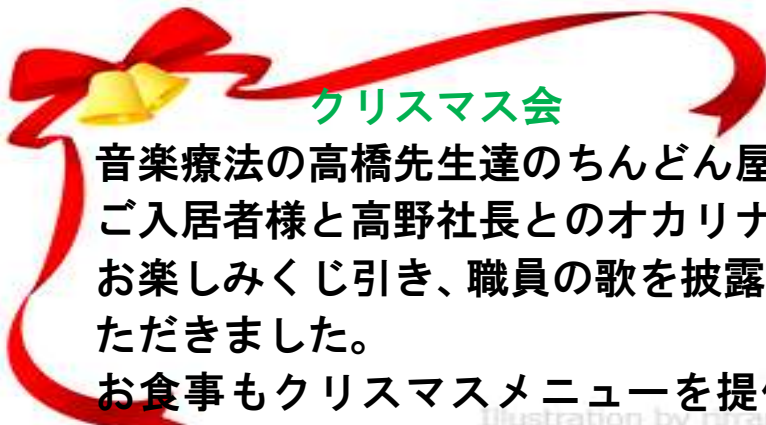 クリスマス会
音楽療法の高橋先生達のちんどん屋
ご入居者様と高野社長とのオカリナ
お楽しみくじ引き、職員の歌を披露
ただきました。
お食事もクリスマスメニューを提
Illustration by